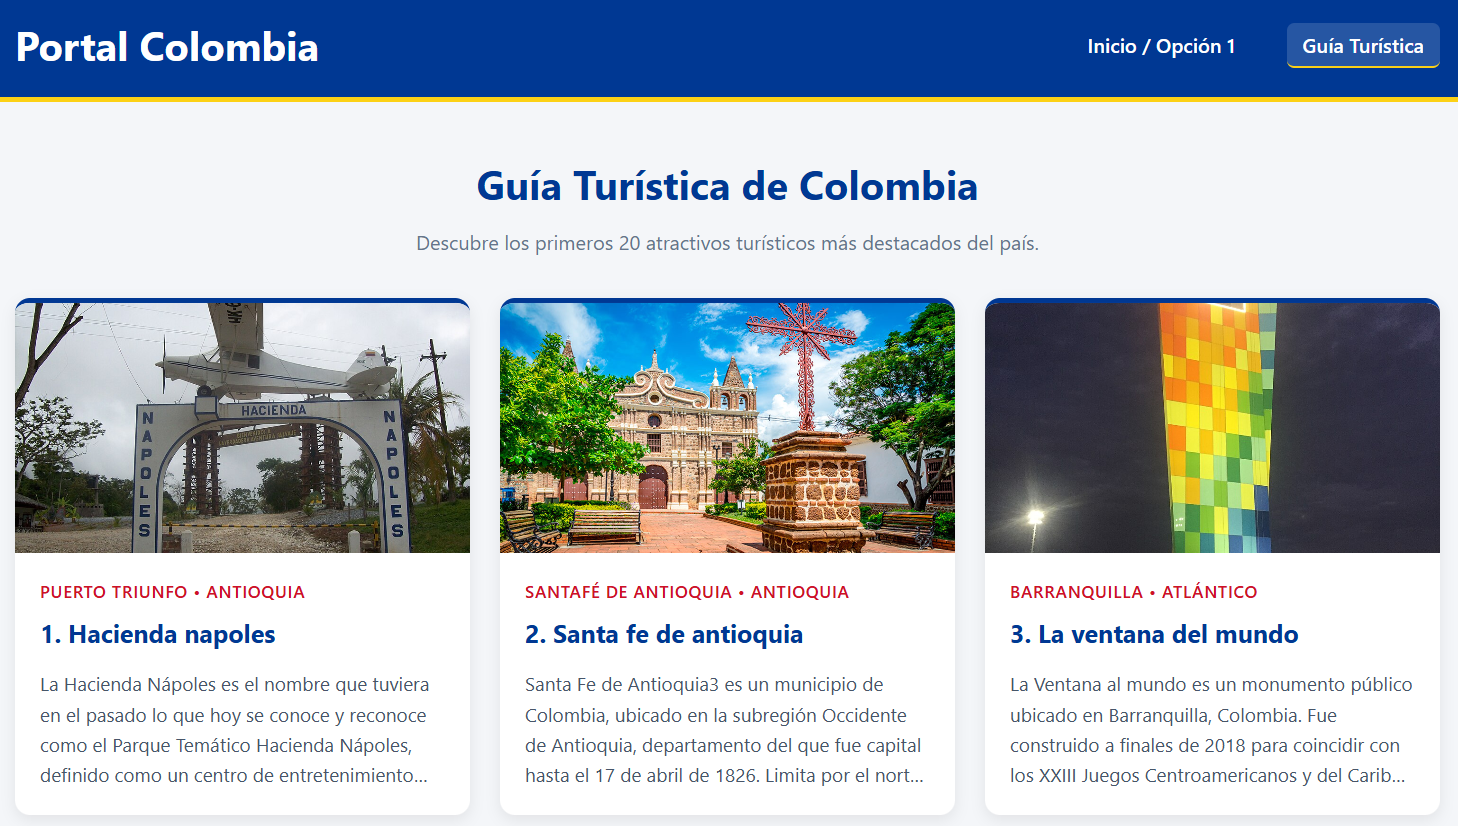 Portal Colombia
Inicio / Opción 1
Guía Turística
Guía Turística de Colombia
Descubre los primeros 20 atractivos turísticos más destacados del país.
HACIENDA
NAPOLES
NAPOLES
PUERTO TRIUNFO • ANTIOQUIA
1. Hacienda napoles
La Hacienda Nápoles es el nombre que tuviera
en el pasado lo que hoy se conoce y reconoce
como el Parque Temático Hacienda Nápoles,
definido como un centro de entretenimiento...
SANTAFÉ DE ANTIOQUIA • ANTIOQUIA
2. Santa fe de antioquia
Santa Fe de Antioquia3 es un municipio de
Colombia, ubicado en la subregión Occidente
de Antioquia, departamento del que fue capital
hasta el 17 de abril de 1826. Limita por el nort...
BARRANQUILLA • ATLÁNTICO
3. La ventana del mundo
La Ventana al mundo es un monumento público
ubicado en Barranquilla, Colombia. Fue
construido a finales de 2018 para coincidir con
los XXIII Juegos Centroamericanos y del Carib...